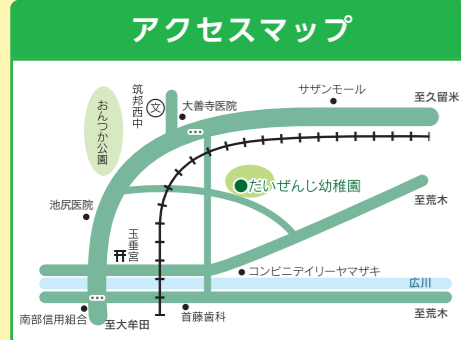 アクセスマップ
筑邦西中
文
大善寺医院
サザンモール
至久留米
おんつか公園
だいぜんじ幼稚園
池尻医院
至荒木
玉垂宮
コンビニデイリーヤマザキ
広川
南部信用組合
至大牟田
首藤歯科
至荒木